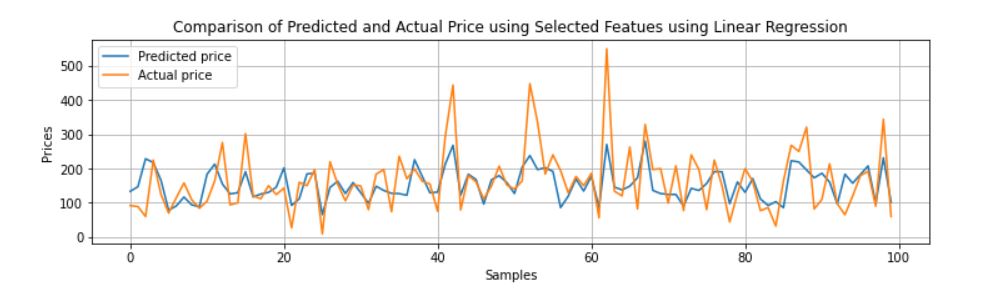 Comparison of Predicted and Actual Price using Selected Featues using Linear Regression
Predicted price
Actual price
500
400
300
200
100
0
Prices
0 20 40 60 80 100
Samples